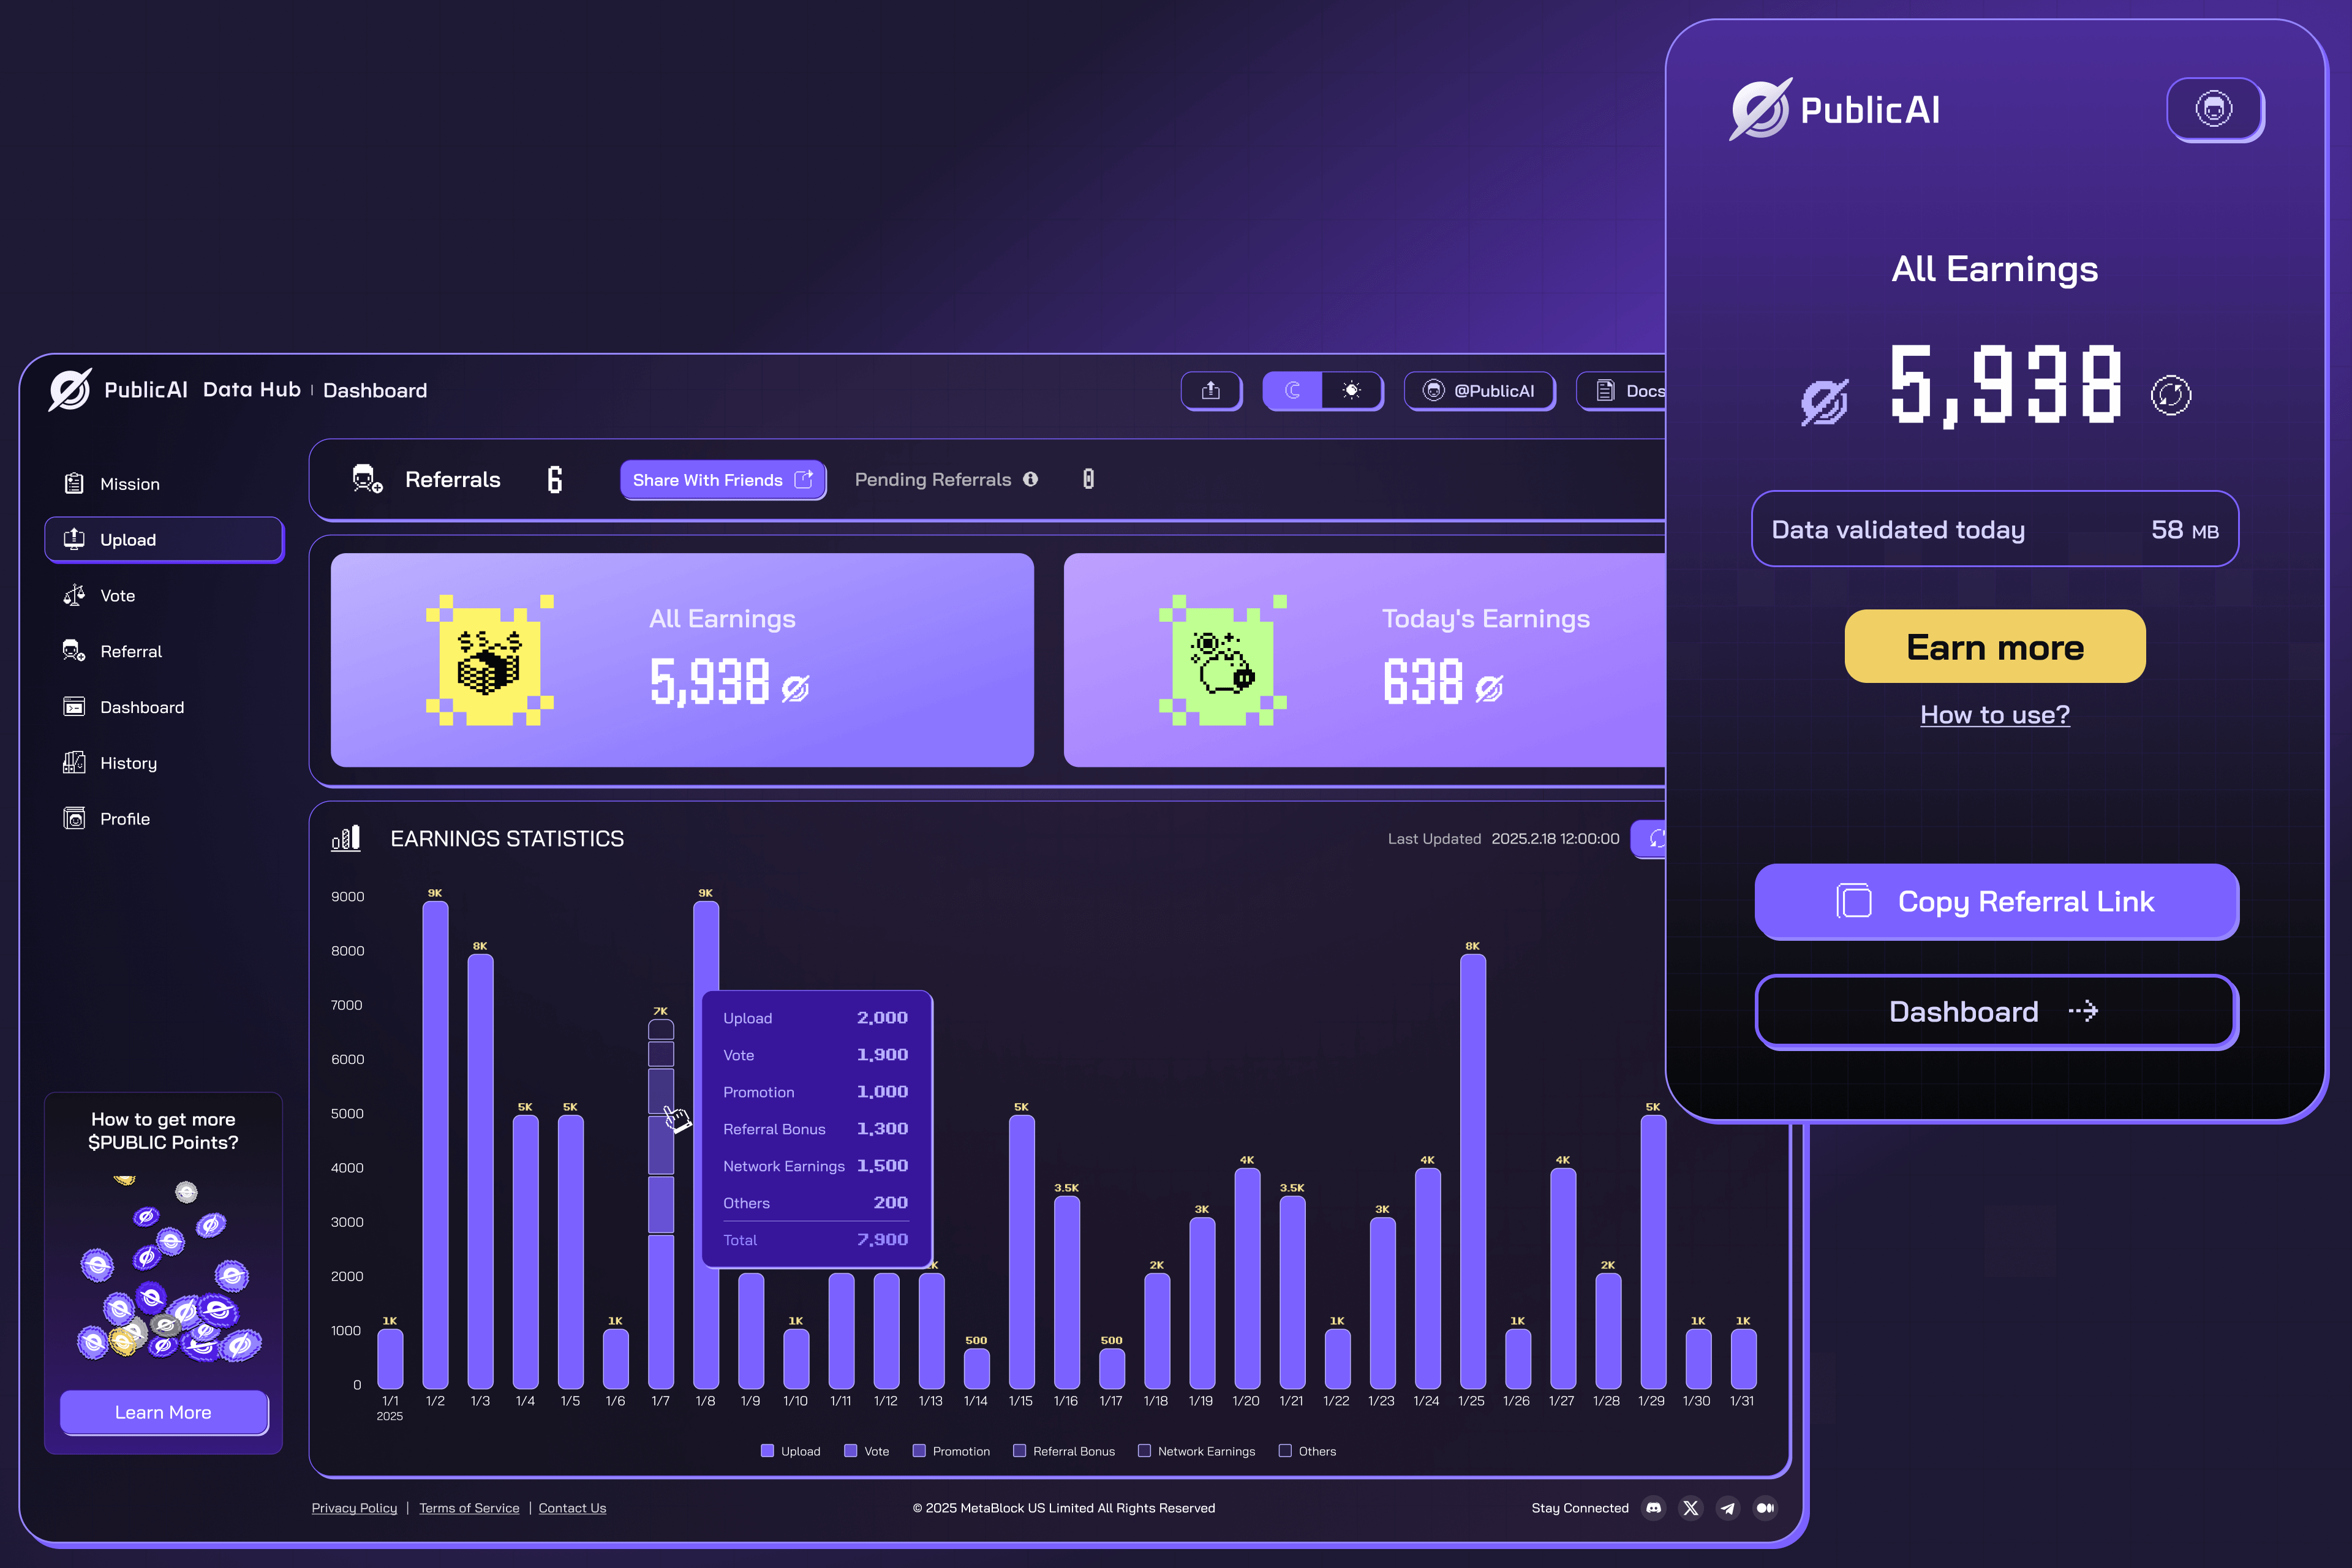 PublicAI
All Earnings
5,938
Data validated today 58 MB
Earn more
How to use?
Copy Referral Link
Dashboard
PublicAI Data Hub | Dashboard
@PublicAI
Docs
Mission
Upload
Vote
Referral
Dashboard
History
Profile
Referrals 6 Share With Friends Pending Referrals 0
All Earnings
5,938
Today's Earnings
638
EARNINGS STATISTICS
Last Updated 2025.2.18 12:00:00
9000
8000
7000
6000
5000
4000
3000
2000
1000
0
1K
9K
8K
5K
5K
1K
7K
9K
1K
500
5K
3.5K
500
2K
3K
4K
3.5K
1K
3K
4K
8K
1K
4K
2K
5K
1K
1K
Upload 2,000
Vote 1,900
Promotion 1,000
Referral Bonus 1,300
Network Earnings 1,500
Others 200
Total 7,900
1/1 1/2 1/3 1/4 1/5 1/6 1/7 1/8 1/9 1/10 1/11 1/12 1/13 1/14 1/15 1/16 1/17 1/18 1/19 1/20 1/21 1/22 1/23 1/24 1/25 1/26 1/27 1/28 1/29 1/30 1/31
2025
Upload Vote Promotion Referral Bonus Network Earnings Others
How to get more
$PUBLIC Points?
Learn More
Privacy Policy | Terms of Service | Contact Us
© 2025 MetaBlock US Limited All Rights Reserved
Stay Connected